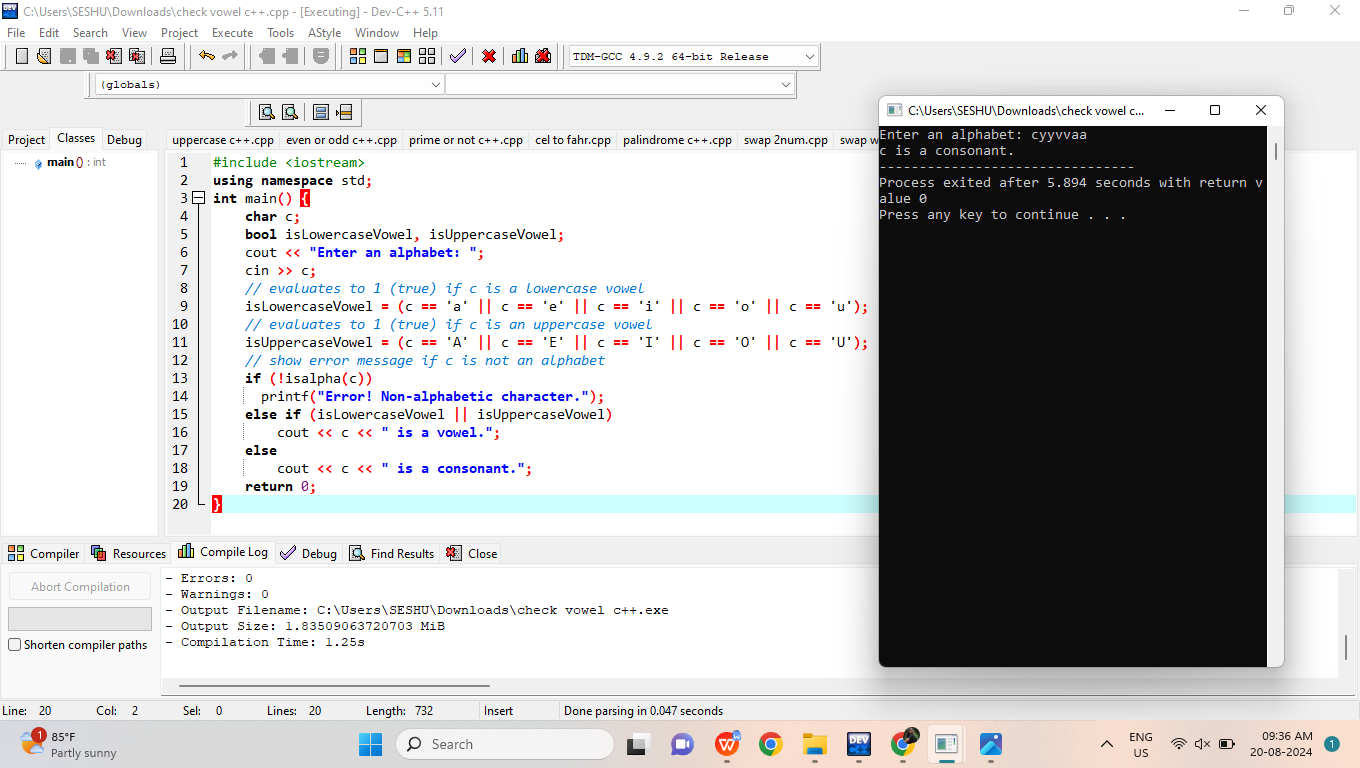 C:\Users\SESHU\Downloads\check vowel c++.cpp - [Executing] - Dev-C++ 5.11
File Edit Search View Project Execute Tools AStyle Window Help
TDM-GCC 4.9.2 64-bit Release
(globals)
Project Classes Debug
main () : int
uppercase c++.cpp even or odd c++.cpp prime or not c++.cpp cel to fahr.cpp palindrome c++.cpp swap 2num.cpp swap w
1 #include <iostream>
2 using namespace std;
3 int main() {
4 char c;
5 bool isLowercaseVowel, isUppercaseVowel;
6 cout << "Enter an alphabet: ";
7 cin >> c;
8 // evaluates to 1 (true) if c is a lowercase vowel
9 isLowercaseVowel = (c == 'a' || c == 'e' || c == 'i' || c == 'o' || c == 'u');
10 // evaluates to 1 (true) if c is an uppercase vowel
11 isUppercaseVowel = (c == 'A' || c == 'E' || c == 'I' || c == 'O' || c == 'U');
12 // show error message if c is not an alphabet
13 if (!isalpha(c))
14 printf("Error! Non-alphabetic character.");
15 else if (isLowercaseVowel || isUppercaseVowel)
16 cout << c << " is a vowel.";
17 else
18 cout << c << " is a consonant.";
19 return 0;
20 }
C:\Users\SESHU\Downloads\check vowel c...
Enter an alphabet: cyyvvaa
c is a consonant.
--------------------------------
Process exited after 5.894 seconds with return v
alue 0
Press any key to continue . . .
Compiler Resources Compile Log Debug Find Results Close
Abort Compilation
Shorten compiler paths
- Errors: 0
- Warnings: 0
- Output Filename: C:\Users\SESHU\Downloads\check vowel c++.exe
- Output Size: 1.83509063720703 MiB
- Compilation Time: 1.25s
Line: 20 Col: 2 Sel: 0 Lines: 20 Length: 732 Insert Done parsing in 0.047 seconds
1
85°F
Partly sunny
Search
DEV
ENG
US
09:36 AM
20-08-2024
1